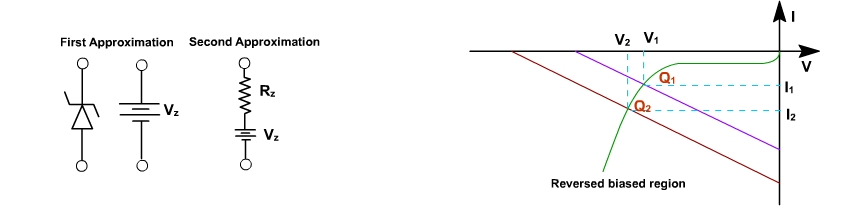 First Approximation
Second Approximation
Vz
Rz
Vz
I
V2
V1
V
Q1
I1
Q2
I2
Reversed biased region